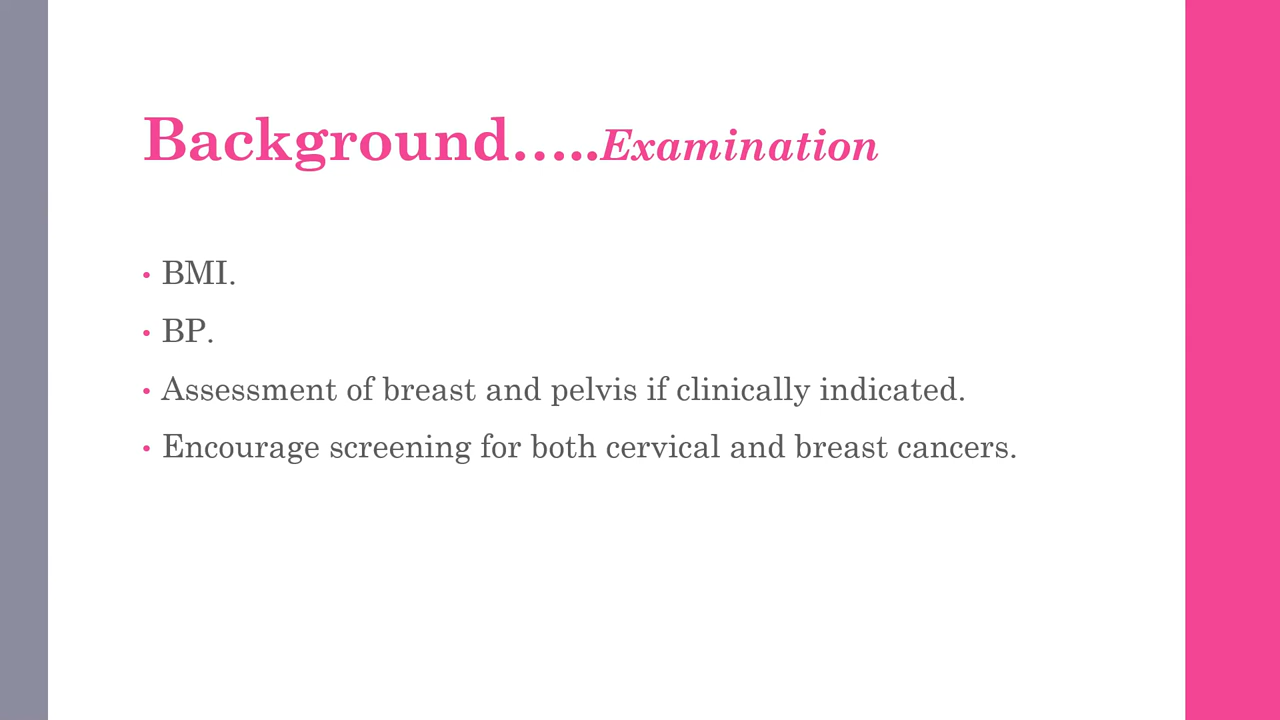 Background…..Examination
• BMI.
• BP.
• Assessment of breast and pelvis if clinically indicated.
• Encourage screening for both cervical and breast cancers.